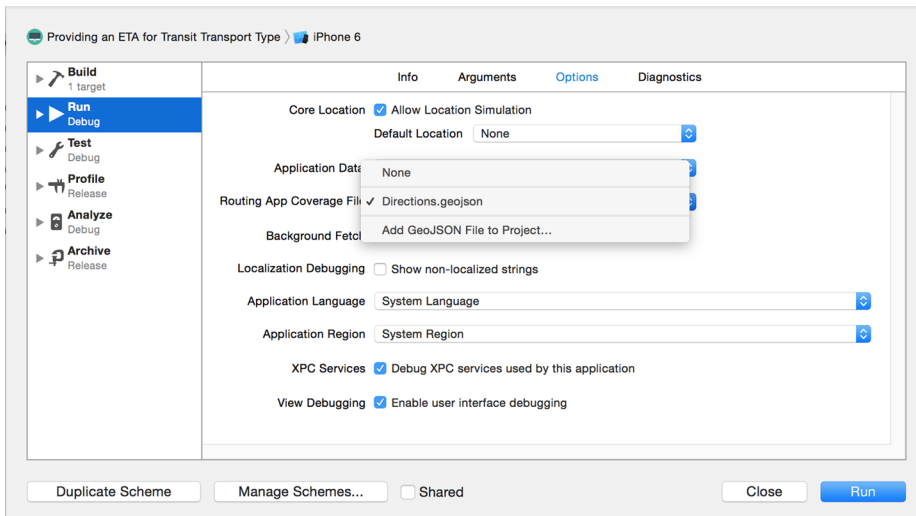 Providing an ETA for Transit Transport Type iPhone 6
Build
1 target
Run
Debug
Test
Debug
Profile
Release
Analyze
Debug
Archive
Release
Info Arguments Options Diagnostics
Core Location Allow Location Simulation
Default Location None
Application Data
None
Routing App Coverage Fil
Directions.geojson
Add GeoJSON File to Project...
Background Fetch
Localization Debugging Show non-localized strings
Application Language System Language
Application Region System Region
XPC Services Debug XPC services used by this application
View Debugging Enable user interface debugging
Duplicate Scheme Manage Schemes... Shared Close Run